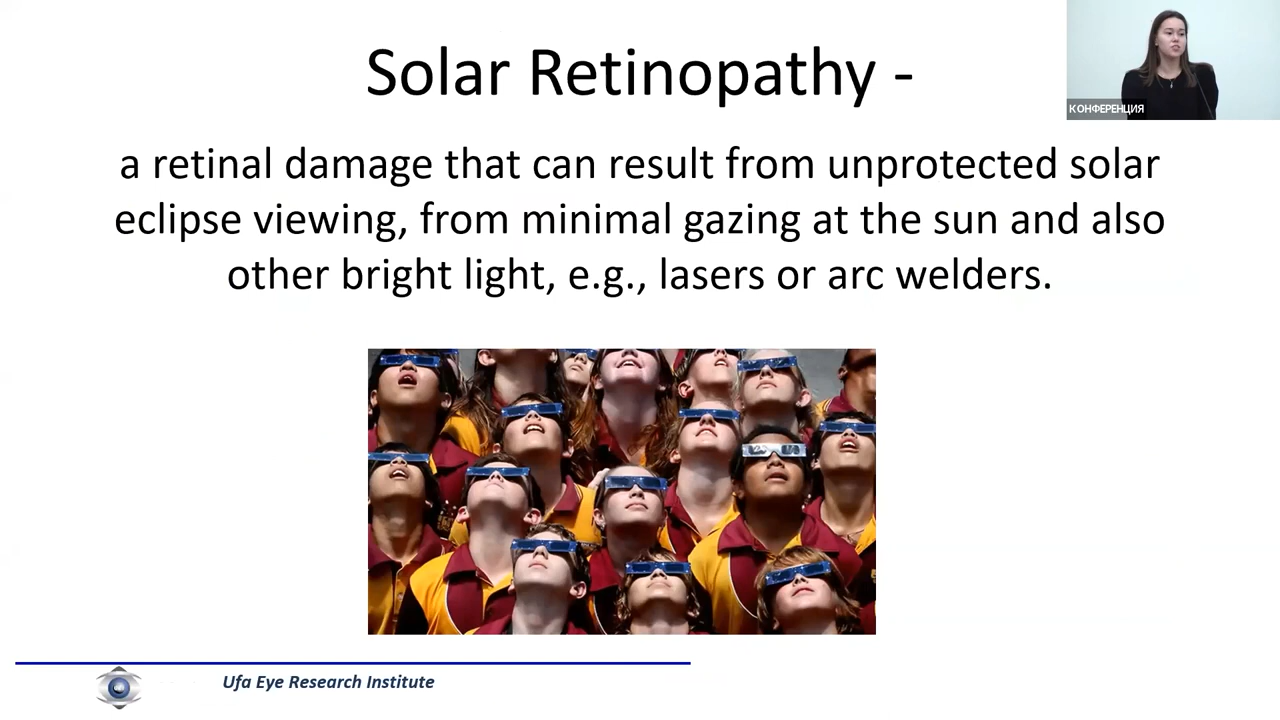 Solar Retinopathy -
КОНФЕРЕНЦИЯ
a retinal damage that can result from unprotected solar
eclipse viewing, from minimal gazing at the sun and also
other bright light, e.g., lasers or arc welders.
Ufa Eye Research Institute